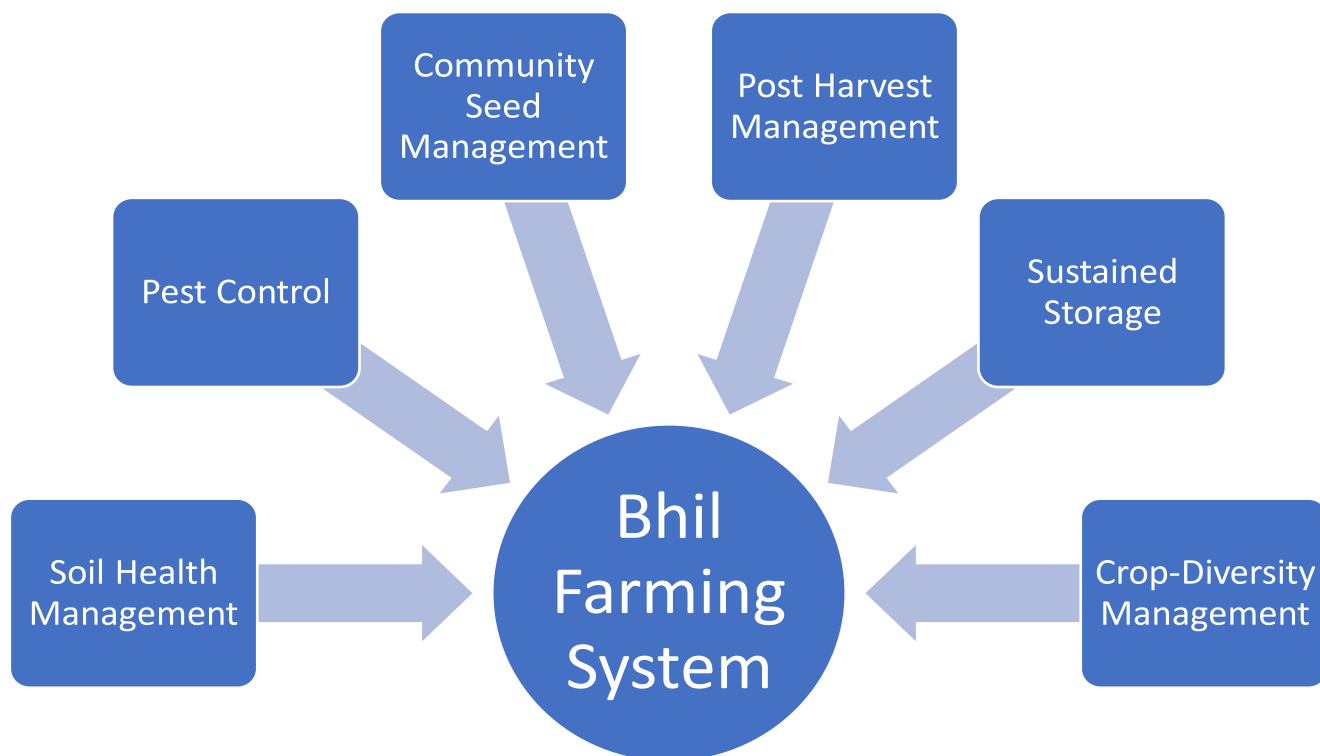 Community
Seed
Management
Post Harvest
Management
Pest Control
Sustained
Storage
Soil Health
Management
Bhil
Farming
System
Crop-Diversity
Management